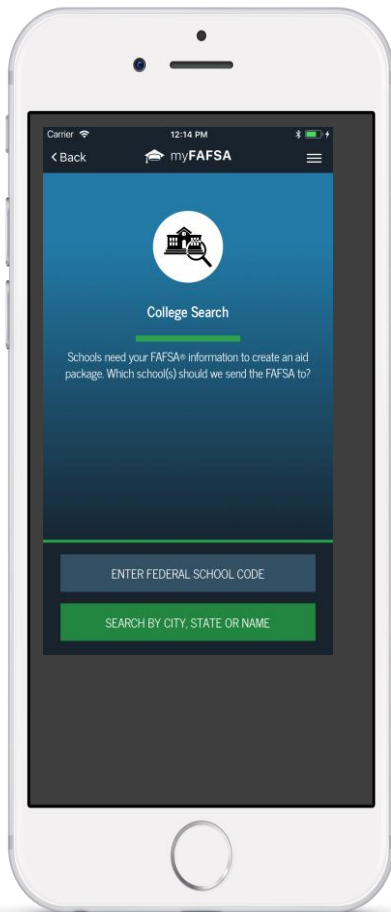 Carrier 12:14 PM
Back myFAFSA
College Search
Schools need your FAFSA® information to create an aid
package. Which school(s) should we send the FAFSA to?
ENTER FEDERAL SCHOOL CODE
SEARCH BY CITY, STATE OR NAME